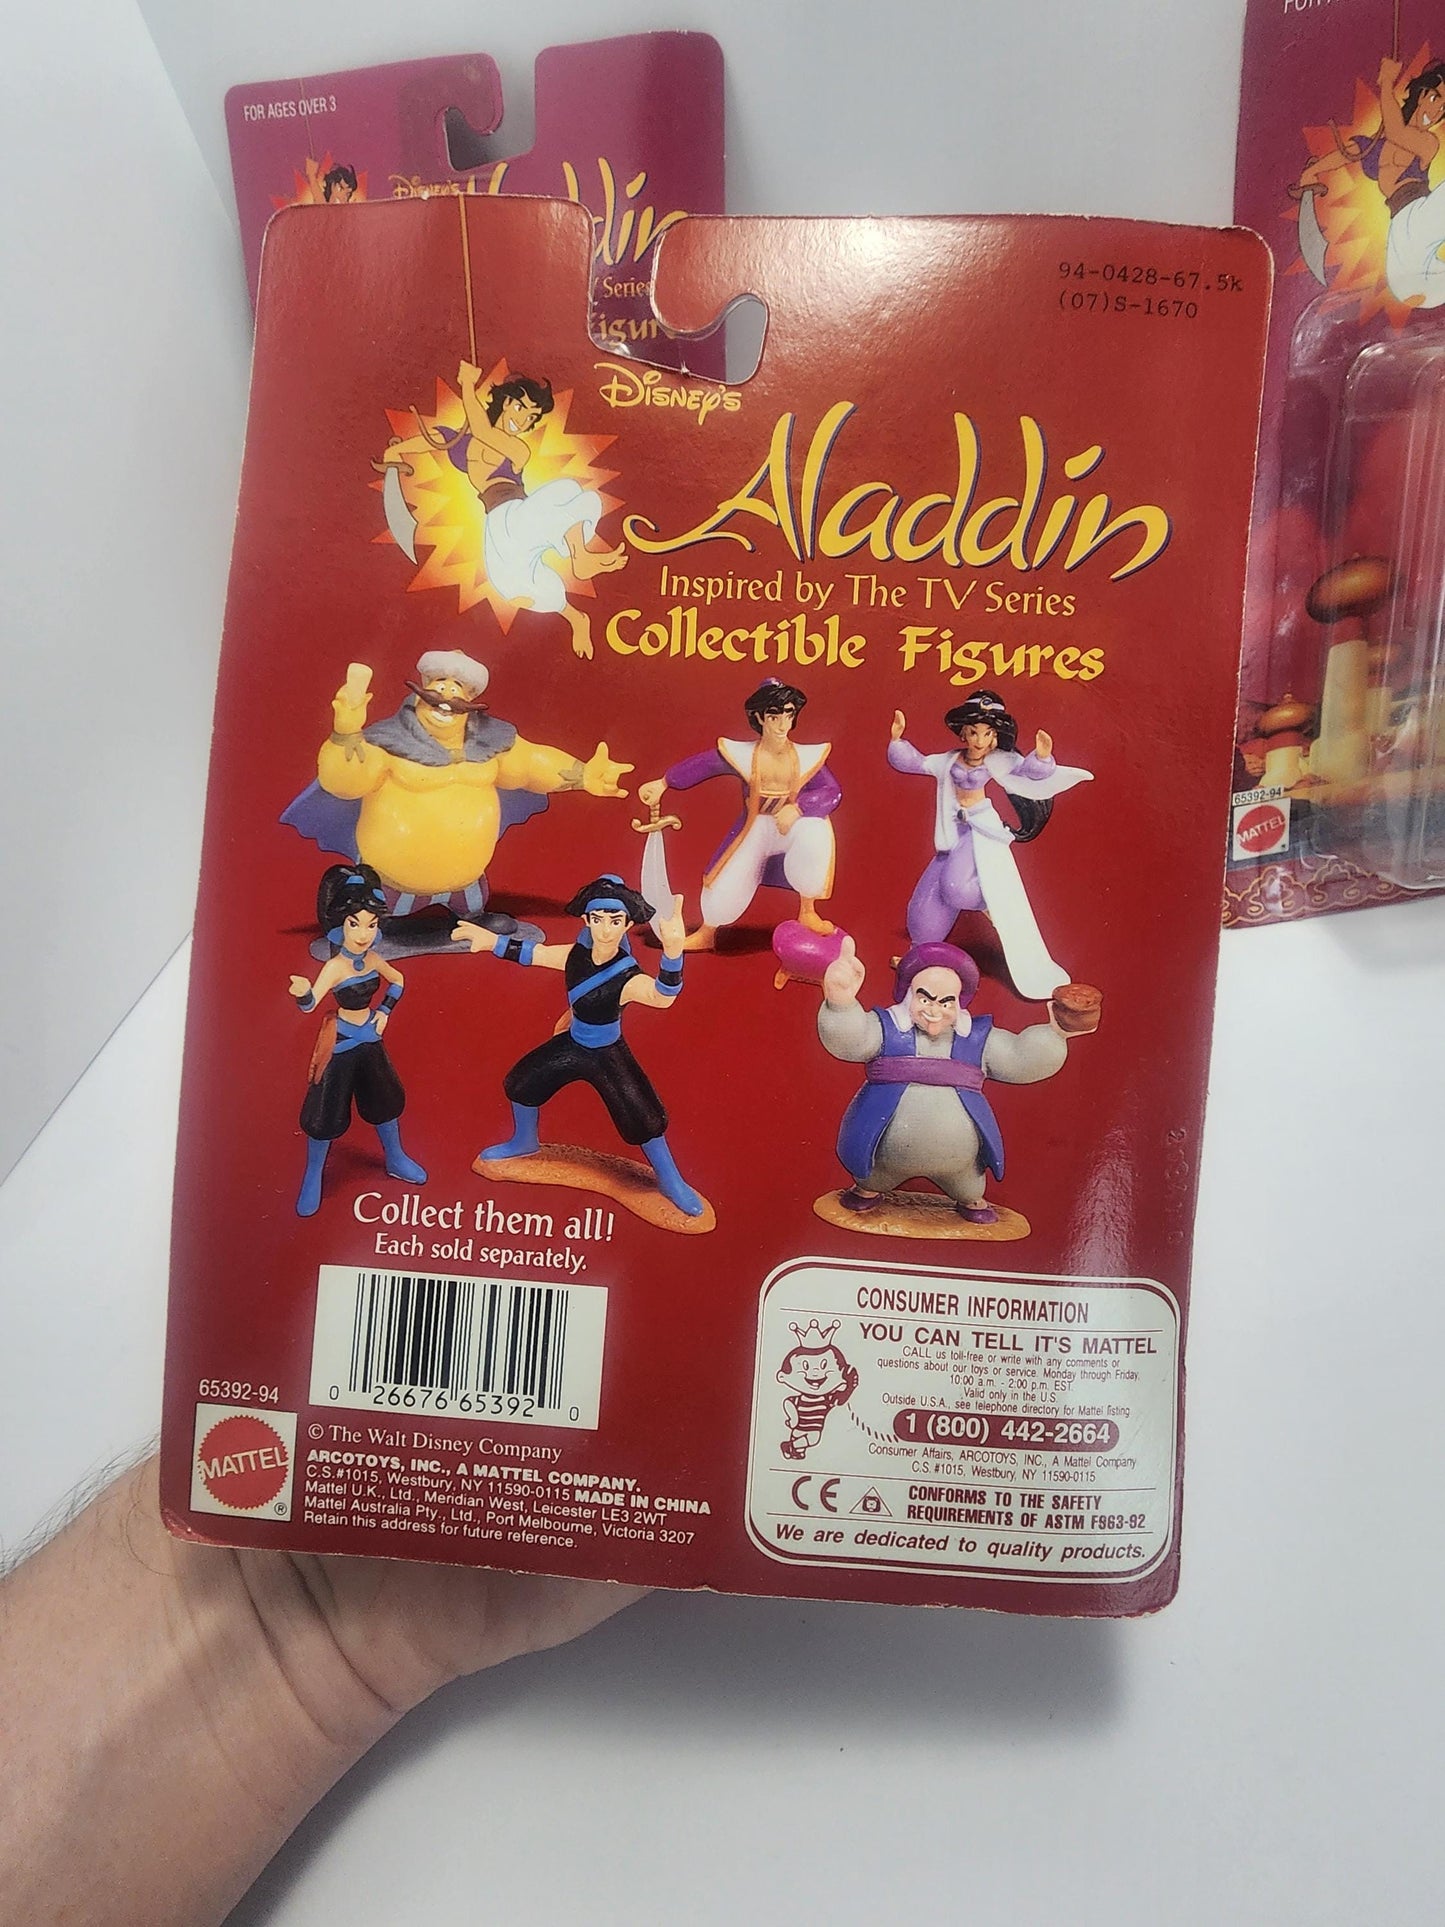 FOR AGES OVER 3
DISNEY'S
Aladdin
Series
94-0428-67.5k
(07)S-1670
DISNEY'S
Aladdin
Inspired by The TV Series
Collectible Figures
65392-94
MATTEL
Collect them all!
Each sold separately.
0 26676 65392 0
65392-94
MATTEL
®
© The Walt Disney Company
ARCOTOYS, INC., A MATTEL COMPANY.
C.S.#1015, Westbury, NY 11590-0115 MADE IN CHINA
Mattel U.K., Ltd., Meridian West, Leicester LE3 2WT
Mattel Australia Pty., Ltd., Port Melbourne, Victoria 3207
Retain this address for future reference.
CONSUMER INFORMATION
YOU CAN TELL IT'S MATTEL
CALL us toll-free or write with any comments or
questions about our toys or service. Monday through Friday,
10:00 a.m. - 2:00 p.m. EST.
Valid only in the U.S.
Outside U.S.A., see telephone directory for Mattel listing
1 (800) 442-2664
Consumer Affairs, ARCOTOYS, INC., A Mattel Company
C.S. #1015, Westbury, NY 11590-0115
CE
CONFORMS TO THE SAFETY
REQUIREMENTS OF ASTM F963-92
We are dedicated to quality products.